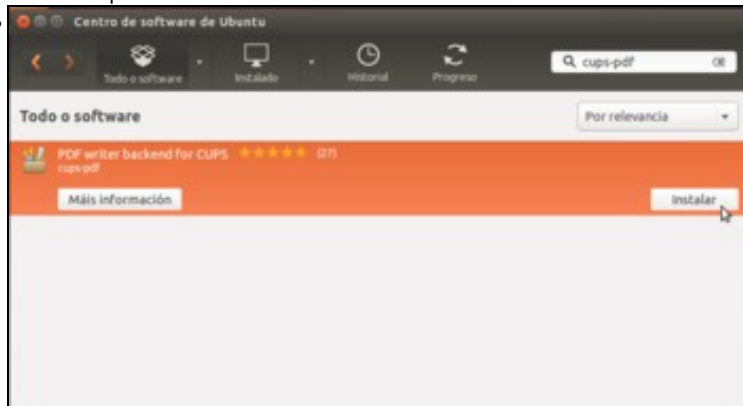 Centro de software de Ubuntu
Todo o software
Instalado
Historial
Progreso
cups-pdf
Todo o software
Por relevancia
PDF writer backend for CUPS (27)
cups-pdf
Máis información
Instalar